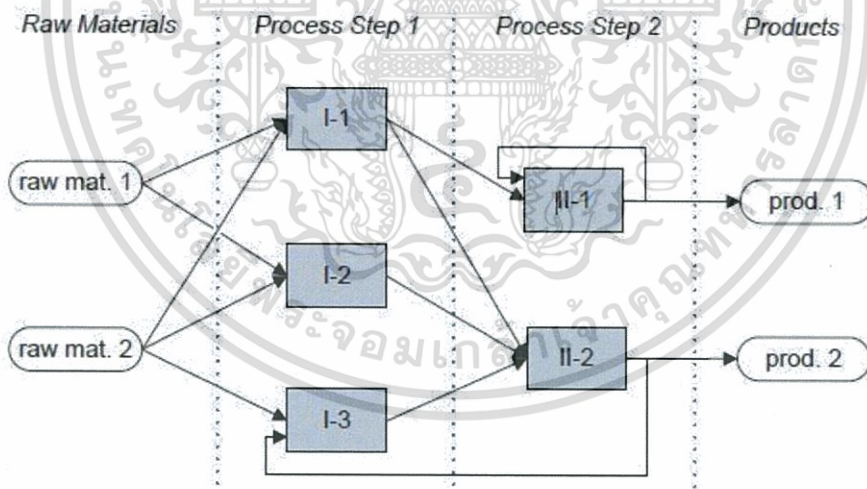 Raw Materials
Process Step 1
Process Step 2
Products
I-1
raw mat. 1
II-1
prod. 1
I-2
raw mat. 2
II-2
prod. 2
I-3